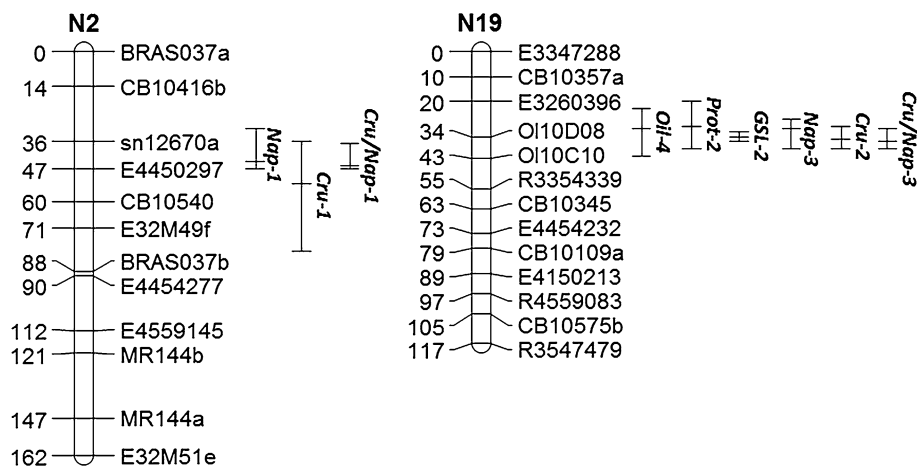 N2
0 BRAS037a
14 CB10416b
36 sn12670a
47 E4450297
60 CB10540
71 E32M49f
88 BRAS037b
90 E4454277
112 E4559145
121 MR144b
147 MR144a
162 E32M51e
Nap-1
Cru-1
Cru/Nap-1
N19
0 E3347288
10 CB10357a
20 E3260396
34 Ol10D08
43 Ol10C10
55 R3354339
63 CB10345
73 E4454232
79 CB10109a
89 E4150213
97 R4559083
105 CB10575b
117 R3547479
Oil-4
Prot-2
GSL-2
Nap-3
Cru-2
Cru/Nap-3